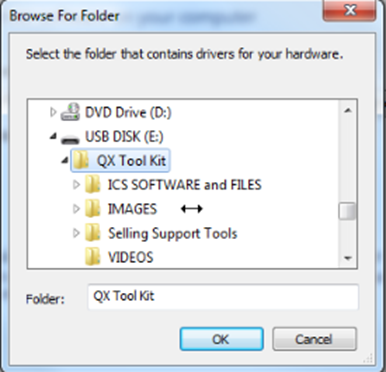 Browse For Folder
Select the folder that contains drivers for your hardware.
DVD Drive (D:)
USB DISK (E:)
QX Tool Kit
ICS SOFTWARE and FILES
IMAGES
Selling Support Tools
VIDEOS
Folder: QX Tool Kit
OK Cancel